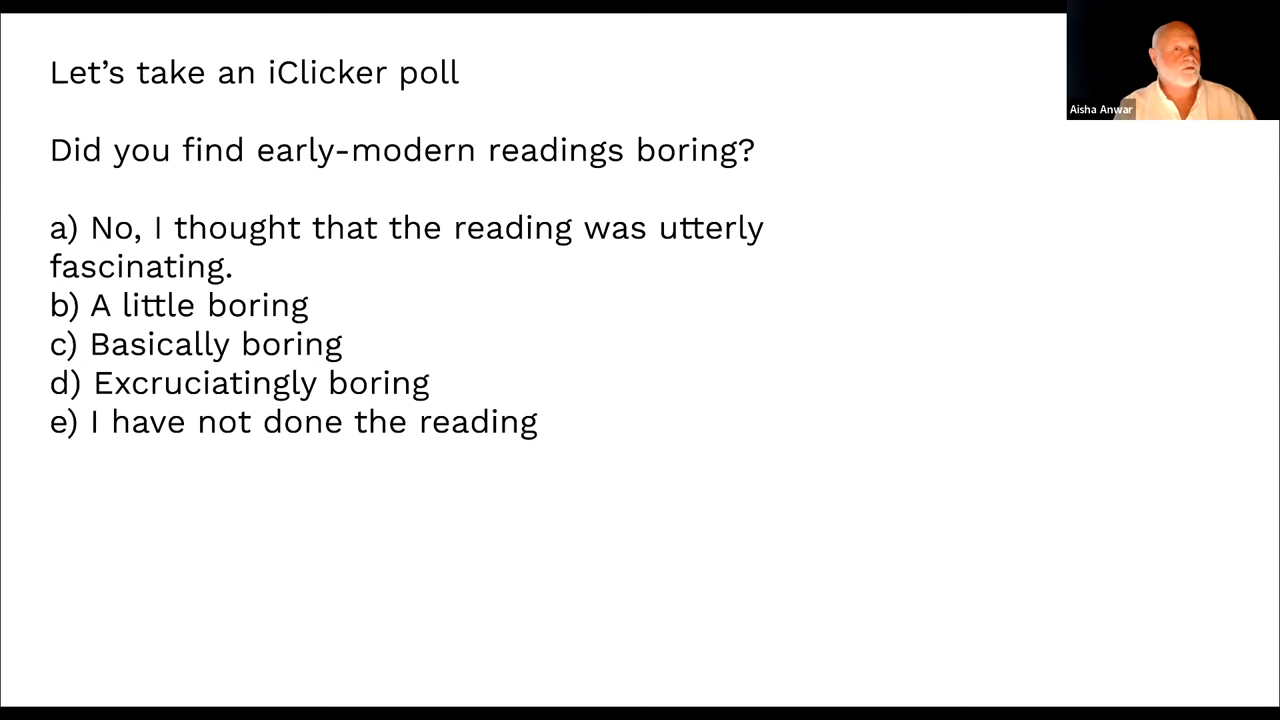 Let’s take an iClicker poll
Did you find early-modern readings boring?
a) No, I thought that the reading was utterly
fascinating.
b) A little boring
c) Basically boring
d) Excruciatingly boring
e) I have not done the reading
Aisha Anwar